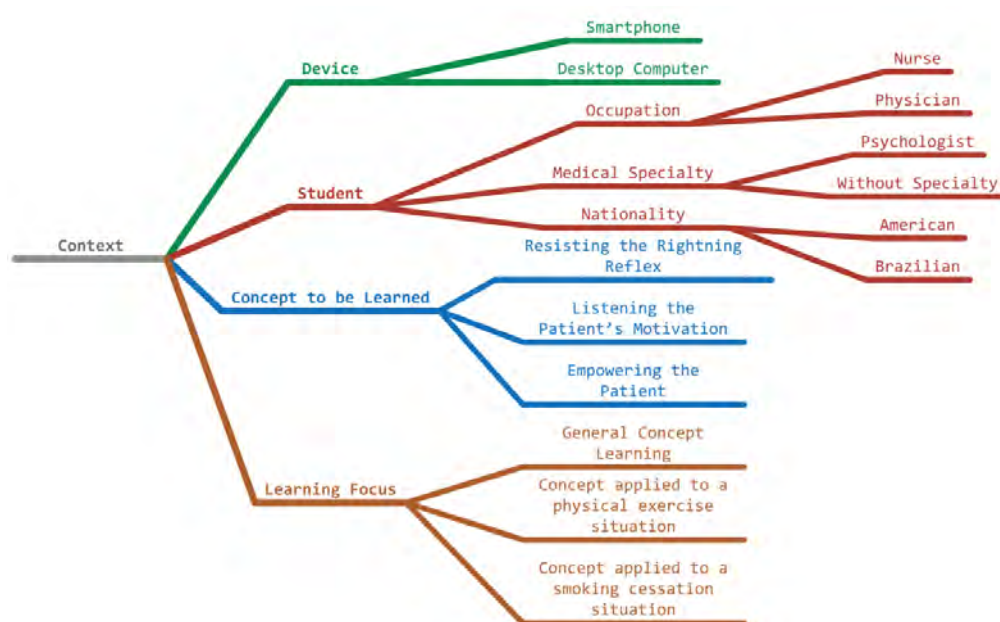 Smartphone
Device
Desktop Computer
Nurse
Occupation
Physician
Psychologist
Medical Specialty
Without Specialty
Student
Nationality
American
Brazilian
Context
Resisting the Rightning
Reflex
Concept to be Learned
Listening the
Patient's Motivation
Empowering the
Patient
General Concept
Learning
Learning Focus
Concept applied to a
physical exercise
situation
Concept applied to a
smoking cessation
situation